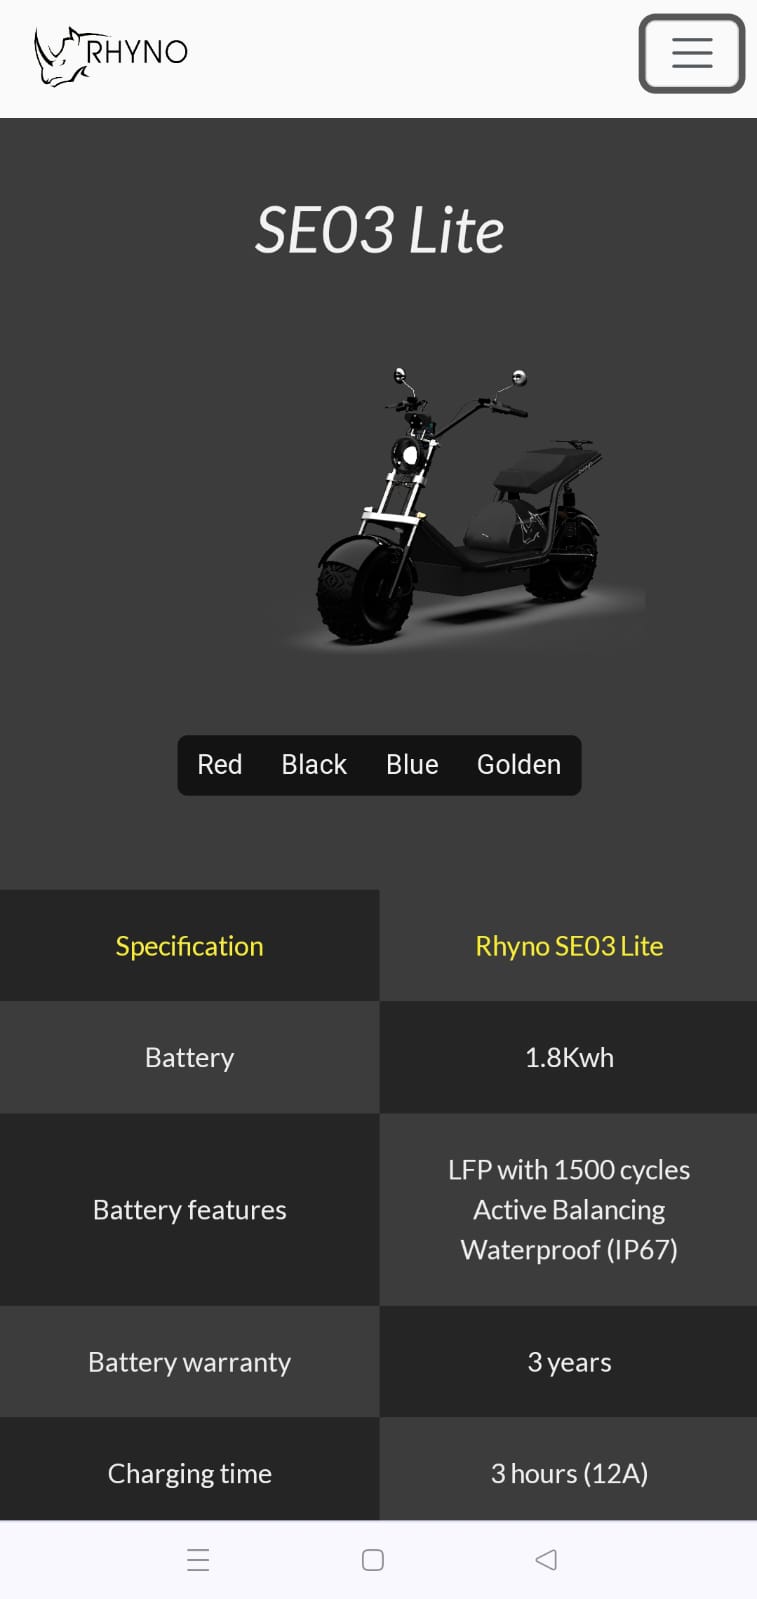 RHYNO
SE03 Lite
Red Black Blue Golden
Specification
Rhyno SE03 Lite
Battery
1.8Kwh
Battery features
LFP with 1500 cycles
Active Balancing
Waterproof (IP67)
Battery warranty
3 years
Charging time
3 hours (12A)